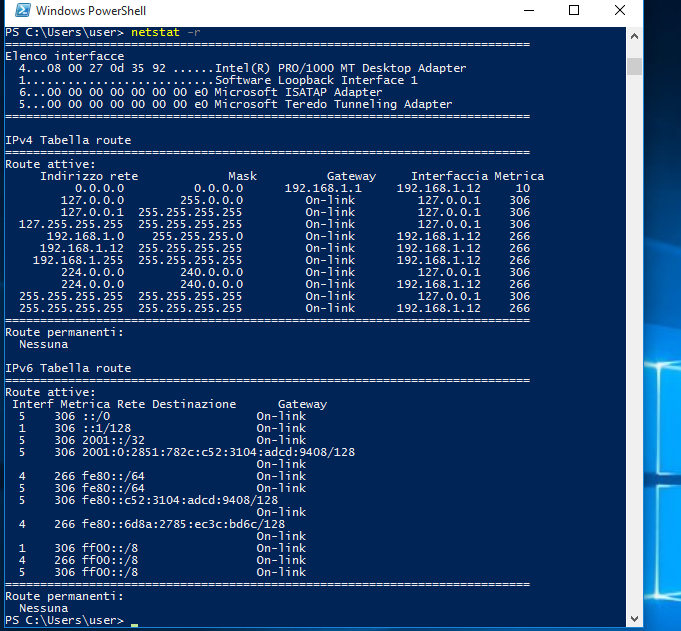 Windows PowerShell
PS C:\Users\user> netstat -r
===========================================================================
Elenco interfacce
  4...08 00 27 0d 35 92 ......Intel(R) PRO/1000 MT Desktop Adapter
  1...........................Software Loopback Interface 1
  6...00 00 00 00 00 00 00 e0 Microsoft ISATAP Adapter
  5...00 00 00 00 00 00 00 e0 Microsoft Teredo Tunneling Adapter
===========================================================================
IPv4 Tabella route
===========================================================================
Route attive:
     Indirizzo rete             Mask          Gateway     Interfaccia Metrica
          0.0.0.0          0.0.0.0      192.168.1.1     192.168.1.12     10
        127.0.0.0        255.0.0.0         On-link         127.0.0.1    306
        127.0.0.1  255.255.255.255         On-link         127.0.0.1    306
  127.255.255.255  255.255.255.255         On-link         127.0.0.1    306
      192.168.1.0    255.255.255.0         On-link      192.168.1.12    266
     192.168.1.12  255.255.255.255         On-link      192.168.1.12    266
    192.168.1.255  255.255.255.255         On-link      192.168.1.12    266
        224.0.0.0        240.0.0.0         On-link         127.0.0.1    306
        224.0.0.0        240.0.0.0         On-link      192.168.1.12    266
  255.255.255.255  255.255.255.255         On-link         127.0.0.1    306
  255.255.255.255  255.255.255.255         On-link      192.168.1.12    266
===========================================================================
Route permanenti:
  Nessuna
IPv6 Tabella route
===========================================================================
Route attive:
 Interf Metrica Rete Destinazione      Gateway
  5    306 ::/0                     On-link
  1    306 ::1/128                  On-link
  5    306 2001::/32                On-link
  5    306 2001:0:2851:782c:c52:3104:adcd:9408/128
                                    On-link
  4    266 fe80::/64                On-link
  5    306 fe80::/64                On-link
  5    306 fe80::c52:3104:adcd:9408/128
                                    On-link
  4    266 fe80::6d8a:2785:ec3c:bd6c/128
                                    On-link
  1    306 ff00::/8                 On-link
  4    266 ff00::/8                 On-link
  5    306 ff00::/8                 On-link
===========================================================================
Route permanenti:
  Nessuna
PS C:\Users\user> _